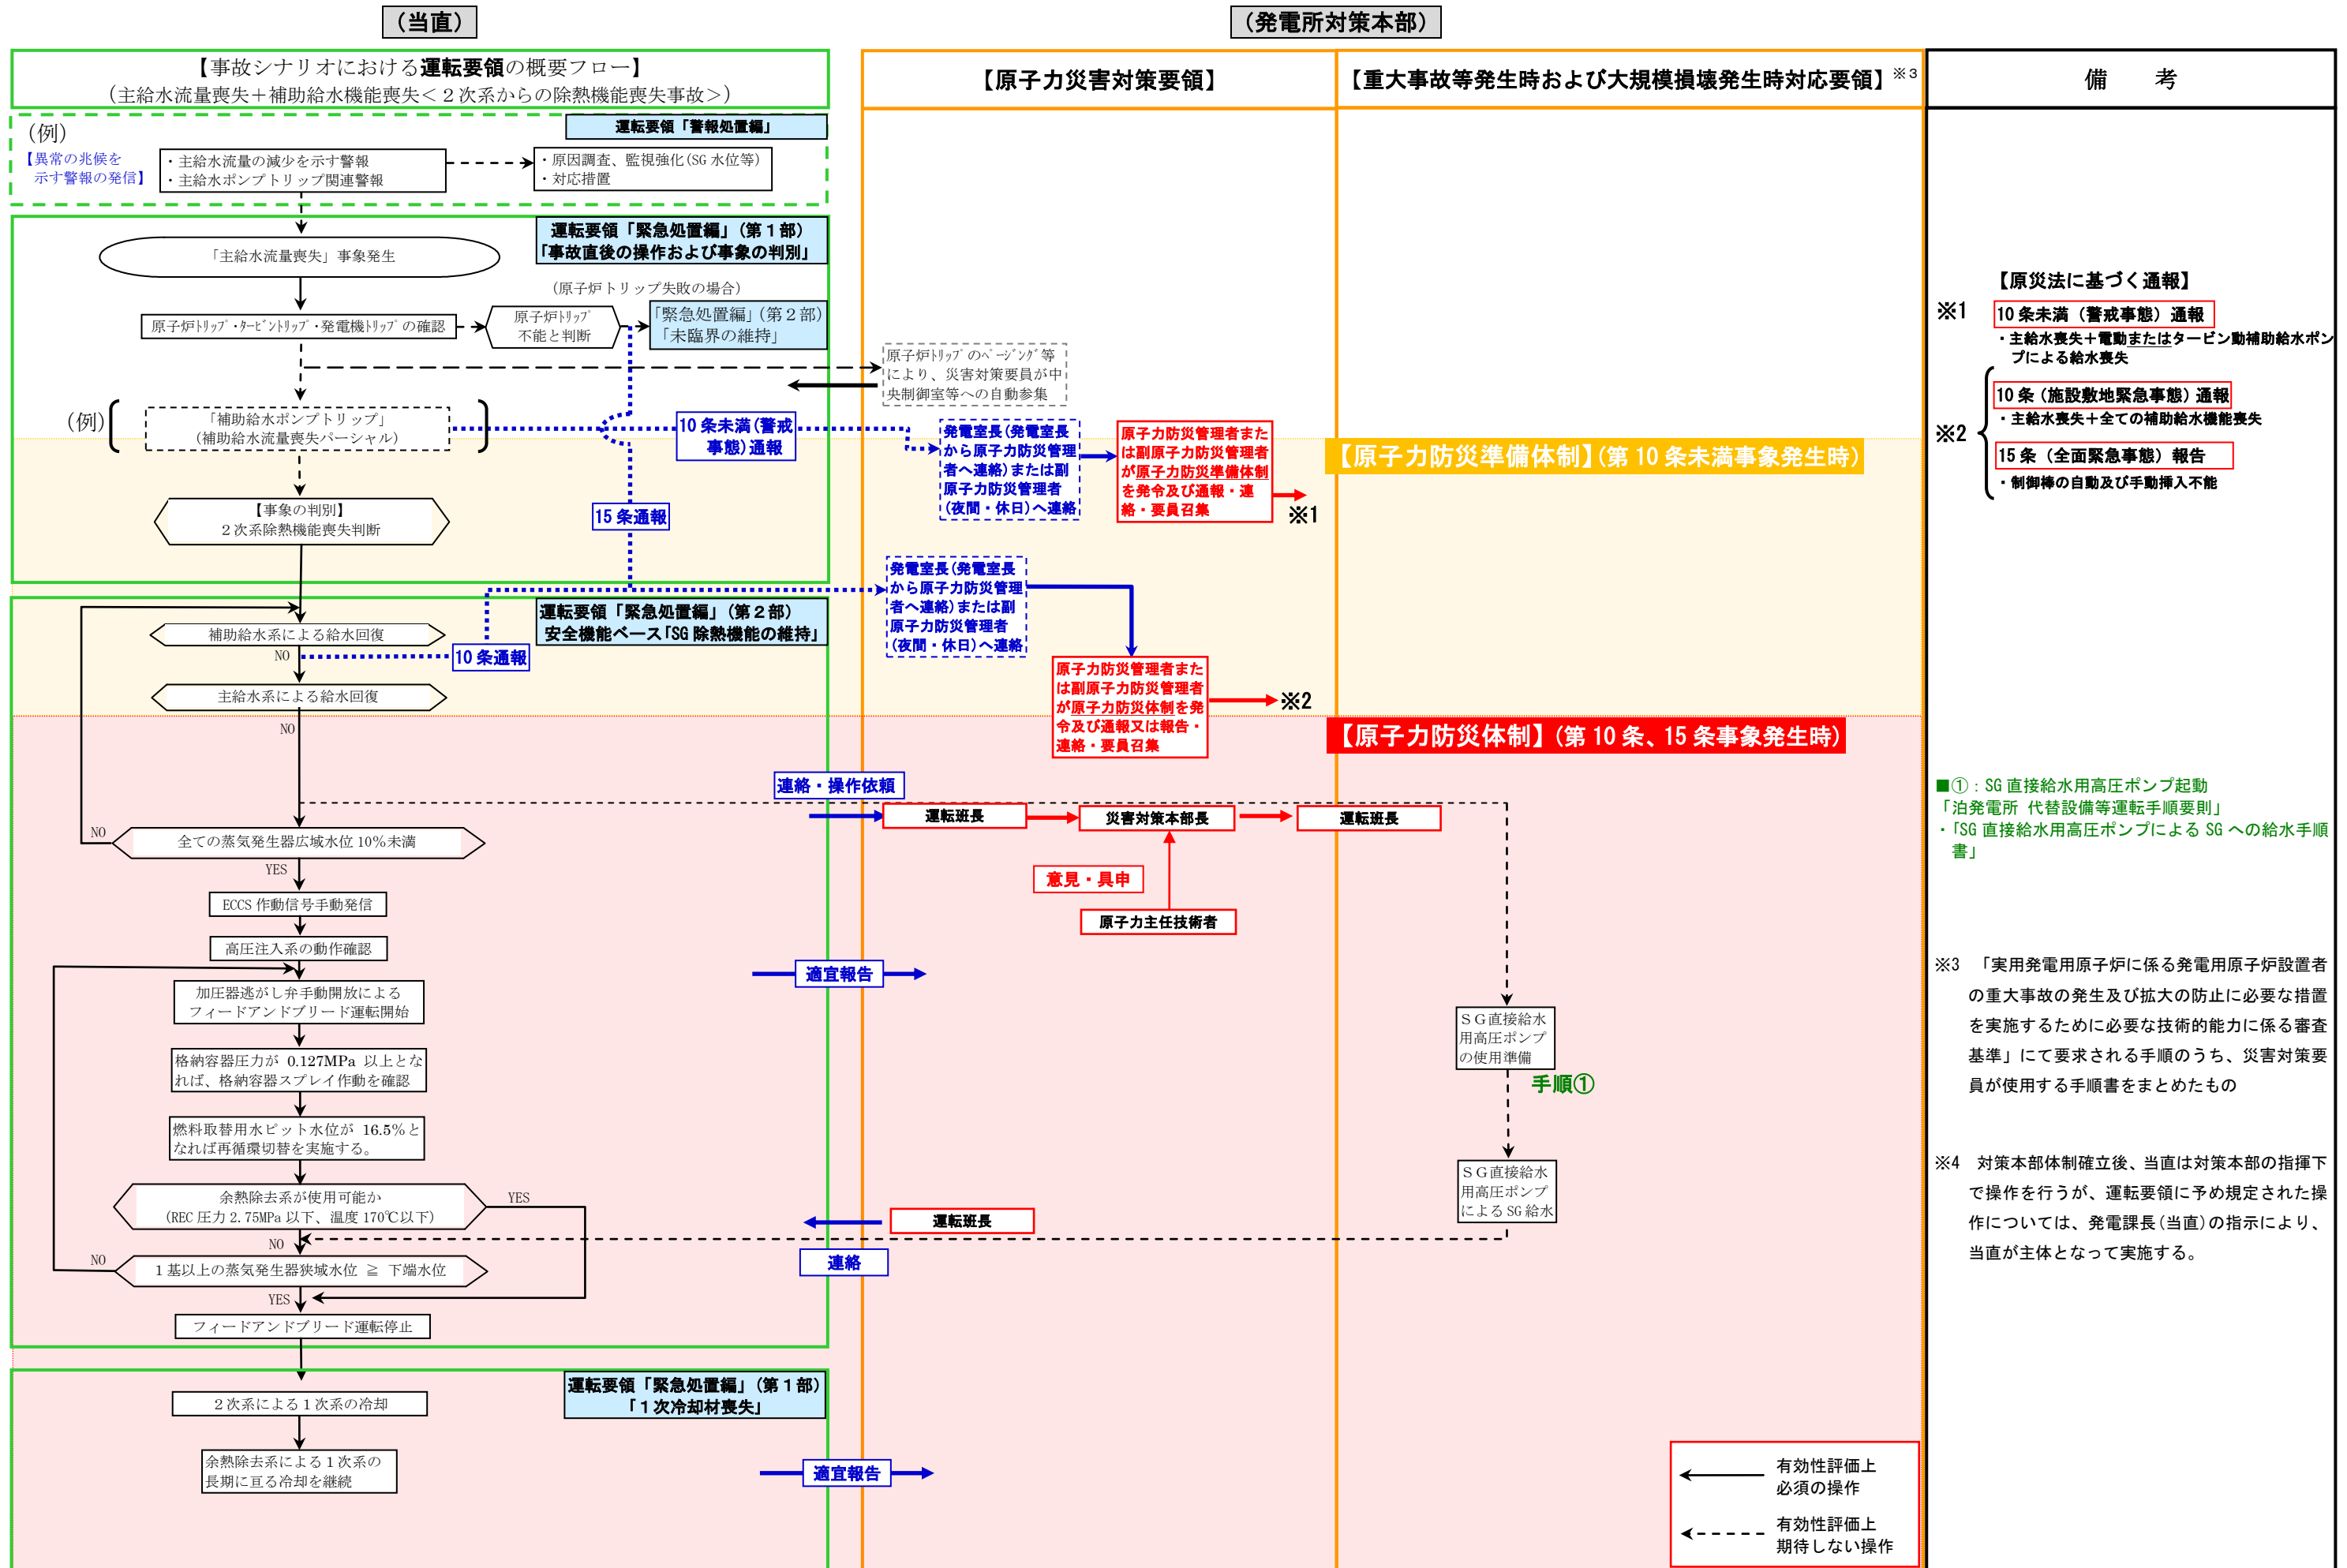 （当直）
（発電所対策本部）
【事故シナリオにおける運転要領の概要フロー】
（主給水流量喪失＋補助給水機能喪失＜２次系からの除熱機能喪失事故＞）
【原子力災害対策要領】
【重大事故等発生時および大規模損壊発生時対応要領】※３
備　　考
（例）
【異常の兆候を
示す警報の発信】
・主給水流量の減少を示す警報
・主給水ポンプトリップ関連警報
運転要領「警報処置編」
・原因調査、監視強化(SG 水位等)
・対応措置
運転要領「緊急処置編」（第１部）
「事故直後の操作および事象の判別」
「主給水流量喪失」事象発生
（原子炉トリップ失敗の場合）
原子炉ﾄﾘｯﾌﾟ･ﾀｰﾋﾞﾝﾄﾘｯﾌﾟ・発電機ﾄﾘｯﾌﾟの確認
原子炉ﾄﾘｯﾌﾟ
不能と判断
「緊急処置編」（第２部）
「未臨界の維持」
原子炉ﾄﾘｯﾌﾟのﾍﾟｰｼﾞﾝｸﾞ等
により、災害対策要員が中
央制御室等への自動参集
（例）
「補助給水ポンプトリップ」
（補助給水流量喪失パーシャル）
10 条未満(警戒
事態)通報
発電室長(発電室長
から原子力防災管理
者へ連絡)または副
原子力防災管理者
(夜間・休日)へ連絡
原子力防災管理者また
は副原子力防災管理者
が原子力防災準備体制
を発令及び通報・連
絡・要員召集
※1
【原子力防災準備体制】(第 10 条未満事象発生時)
【事象の判別】
２次系除熱機能喪失判断
15 条通報
発電室長(発電室長
から原子力防災管理
者へ連絡)または副
原子力防災管理者
(夜間・休日)へ連絡
運転要領「緊急処置編」（第２部）
安全機能ベース「SG 除熱機能の維持」
補助給水系による給水回復
NO
10 条通報
主給水系による給水回復
NO
原子力防災管理者また
は副原子力防災管理者
が原子力防災体制を発
令及び通報又は報告・
連絡・要員召集
※2
【原子力防災体制】(第 10 条、15 条事象発生時)
連絡・操作依頼
運転班長
災害対策本部長
運転班長
意見・具申
原子力主任技術者
NO
全ての蒸気発生器広域水位 10％未満
YES
ECCS 作動信号手動発信
高圧注入系の動作確認
適宜報告
加圧器逃がし弁手動開放による
フィードアンドブリード運転開始
格納容器圧力が 0.127MPa 以上とな
れば、格納容器スプレイ作動を確認
燃料取替用水ピット水位が 16.5％と
なれば再循環切替を実施する。
ＳＧ直接給水
用高圧ポンプ
の使用準備
手順①
ＳＧ直接給水
用高圧ポンプ
による SG 給水
余熱除去系が使用可能か
（REC 圧力 2.75MPa 以下、温度 170℃以下）
YES
NO
運転班長
連絡
NO
１基以上の蒸気発生器狭域水位 ≧ 下端水位
YES
フィードアンドブリード運転停止
運転要領「緊急処置編」（第１部）
「１次冷却材喪失」
２次系による１次系の冷却
余熱除去系による１次系の
長期に亘る冷却を継続
適宜報告
有効性評価上
必須の操作
有効性評価上
期待しない操作
【原災法に基づく通報】
※1
10 条未満（警戒事態）通報
・主給水喪失＋電動またはタービン動補助給水ポン
プによる給水喪失
※2
10 条（施設敷地緊急事態）通報
・主給水喪失＋全ての補助給水機能喪失
15 条（全面緊急事態）報告
・制御棒の自動及び手動挿入不能
■①：SG 直接給水用高圧ポンプ起動
「泊発電所 代替設備等運転手順要則」
・「SG 直接給水用高圧ポンプによる SG への給水手順
書」
※3　「実用発電用原子炉に係る発電用原子炉設置者
の重大事故の発生及び拡大の防止に必要な措置
を実施するために必要な技術的能力に係る審査
基準」にて要求される手順のうち、災害対策要
員が使用する手順書をまとめたもの
※4　対策本部体制確立後、当直は対策本部の指揮下
で操作を行うが、運転要領に予め規定された操
作については、発電課長(当直)の指示により、
当直が主体となって実施する。